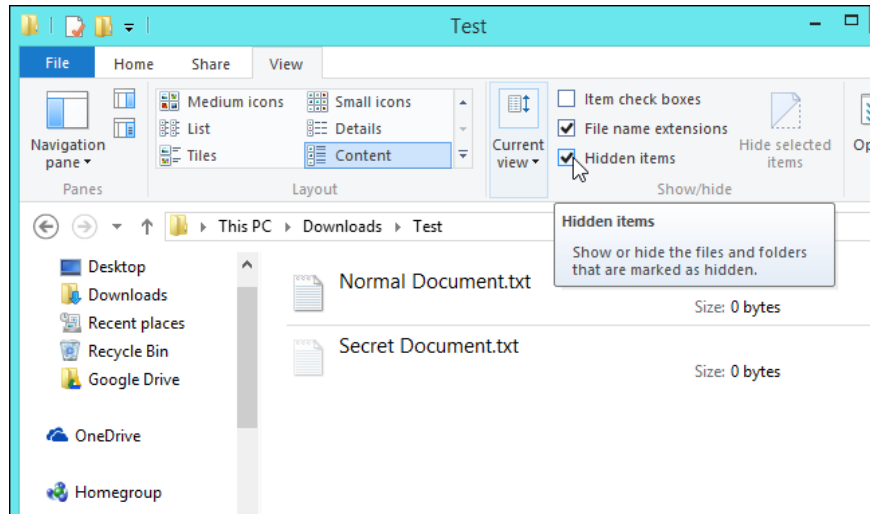 Test
File Home Share View
Medium icons Small icons
List Details
Tiles Content
Navigation
pane
Current
view
Item check boxes
File name extensions
Hidden items
Hide selected
items
Panes
Layout
Show/hide
This PC Downloads Test
Hidden items
Show or hide the files and folders
that are marked as hidden.
Desktop
Downloads
Recent places
Recycle Bin
Google Drive
OneDrive
Homegroup
Normal Document.txt
Size: 0 bytes
Secret Document.txt
Size: 0 bytes